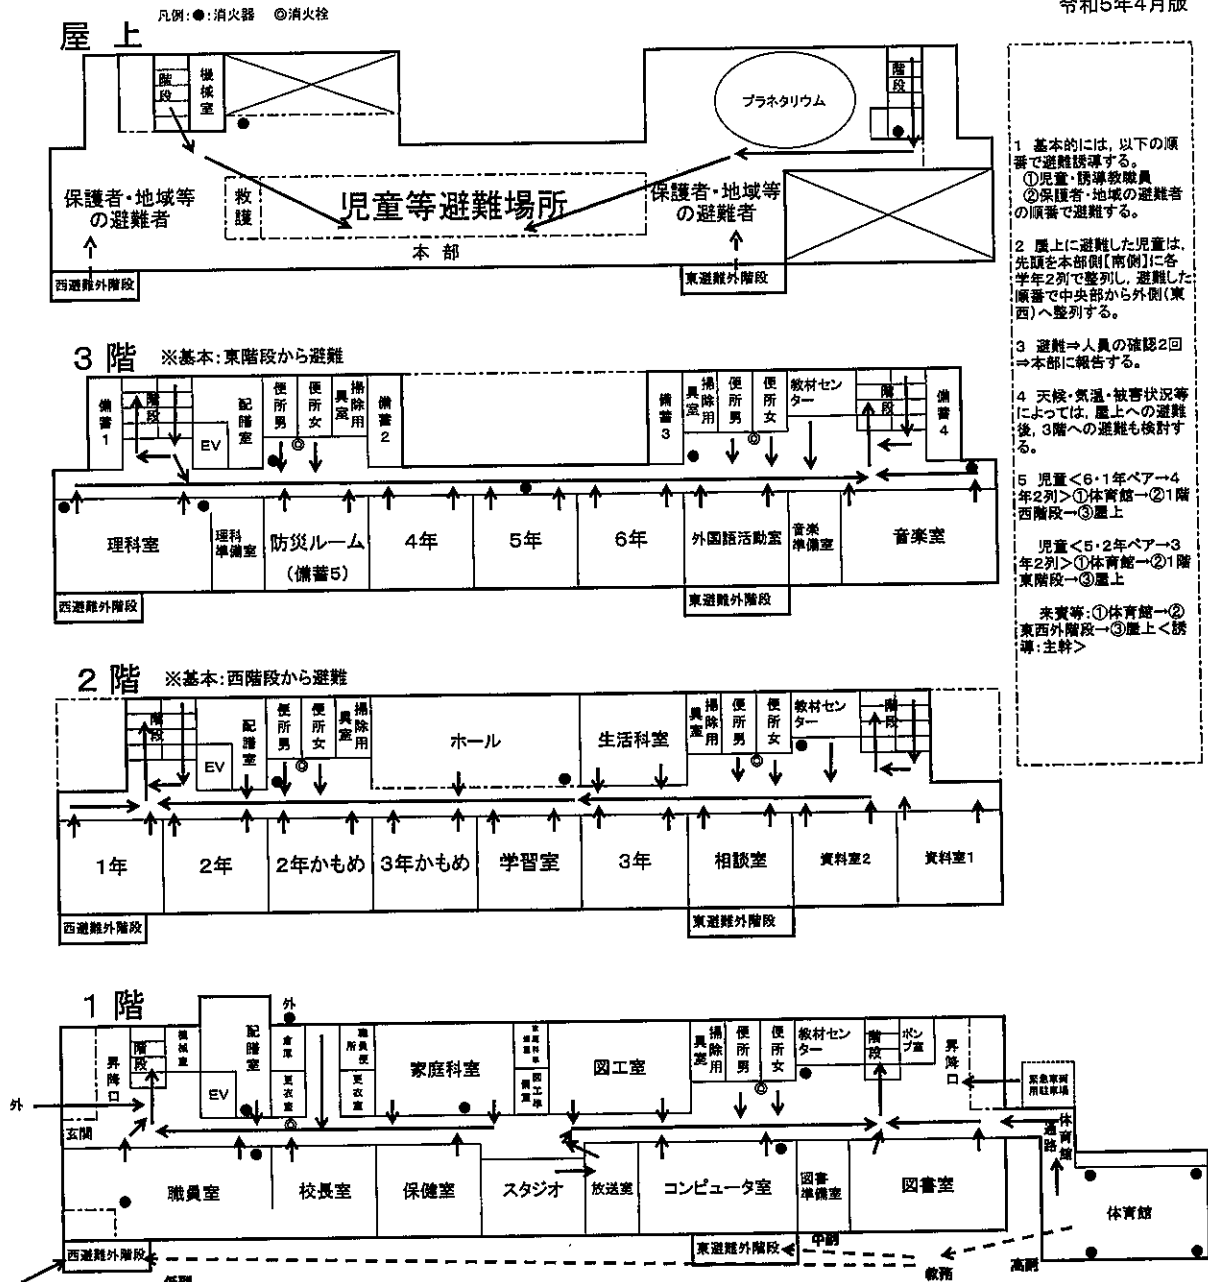 令和5年4月版
凡例:●:消火器　◎消火栓
屋上
階段
機械室
プラネタリウム
階段
保護者・地域等の避難者
救護
児童等避難場所
保護者・地域等の避難者
本部
西避難外階段
東避難外階段
1　基本的には，以下の順
番で避難誘導する。
①児童・誘導教職員
②保護者・地域の避難者
の順番で避難する。
2　屋上に避難した児童は，
先頭を本部側【南側】に各
学年2列で整列し，避難した
順番で中央部から外側(東
西)へ整列する。
3　避難⇒人員の確認2回
⇒本部に報告する。
4　天候・気温・被害状況等
によっては，屋上への避難
後，3階への避難も検討す
る。
5　児童<6・1年ペア→4
年2列>①体育館→②1階
西階段→③屋上
児童<5・2年ペア→3
年2列>①体育館→②1階
東階段→③屋上
来賓等:①体育館→②
東西外階段→③屋上<誘
導:主幹>
3階　※基本:東階段から避難
備蓄1
階段
EV
配膳室
便所男
便所女
掃除用具室
備蓄2
備蓄3
掃除用具室
便所男
便所女
教材センター
階段
備蓄4
理科室
理科準備室
防災ルーム
(備蓄5)
4年
5年
6年
外国語活動室
音楽準備室
音楽室
西避難外階段
東避難外階段
2階　※基本:西階段から避難
階段
EV
配膳室
便所男
便所女
掃除用具室
ホール
生活科室
掃除用具室
便所男
便所女
教材センター
階段
1年
2年
2年かもめ
3年かもめ
学習室
3年
相談室
資料室2
資料室1
西避難外階段
東避難外階段
1階
外
昇降口
階段
機械室
配膳室
EV
倉庫
更衣室
職員便所
更衣室
家庭科室
図工準備室
図工室
掃除用具室
便所男
便所女
教材センター
階段
ポンプ室
昇降口
緊急車両用駐車場
外
玄関
体育館通路
職員室
校長室
保健室
スタジオ
放送室
コンピュータ室
図書準備室
図書室
体育館
西避難外階段
東避難外階段
中副
教務
高副